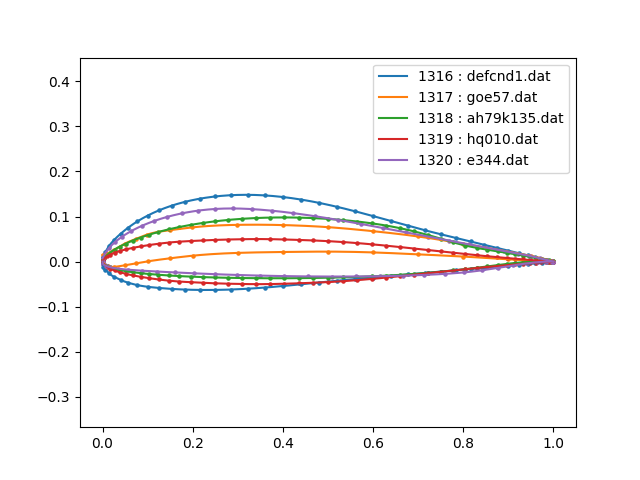 1316 : defcnd1.dat
1317 : goe57.dat
1318 : ah79k135.dat
1319 : hq010.dat
1320 : e344.dat
0.4
0.3
0.2
0.1
0.0
−0.1
−0.2
−0.3
0.0 0.2 0.4 0.6 0.8 1.0